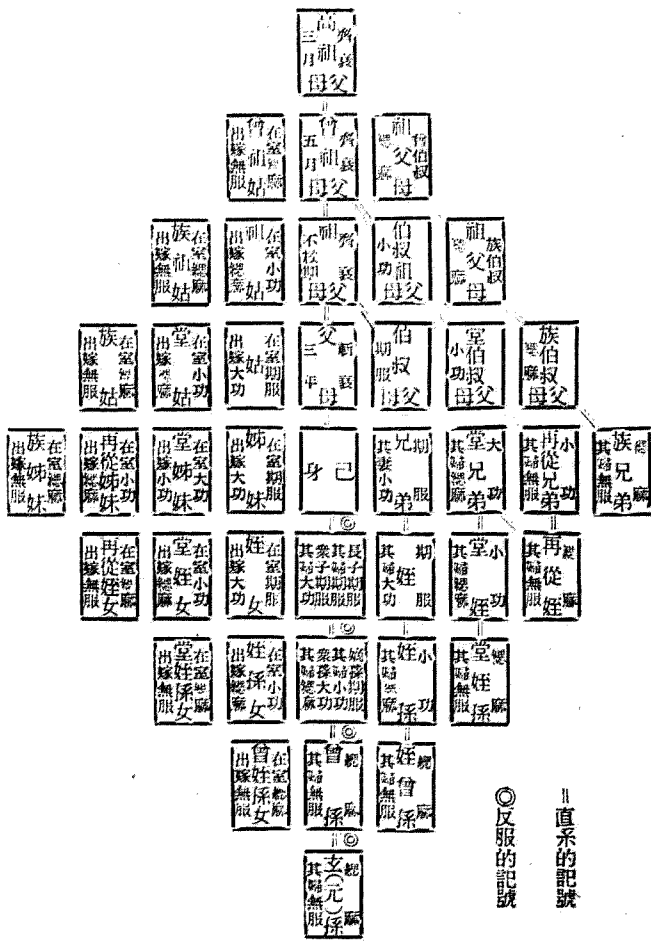 齊衰
高祖父母
三月
曾伯叔
祖父母
緦麻
齊衰
曾祖父母
五月
在室緦麻
曾祖姑
出嫁無服
族伯叔
祖父母
緦麻
伯叔祖父母
小功
齊衰
祖父母
不杖期
在室小功
祖姑
出嫁緦麻
在室緦麻
族祖姑
出嫁無服
族伯叔父母
緦麻
堂伯叔父母
小功
伯叔父母
期服
斬衰
父母
三年
在室期服
姑
出嫁大功
在室小功
堂姑
出嫁緦麻
在室緦麻
族姑
出嫁無服
緦麻
族兄弟
其婦無服
小功
再從兄弟
其婦無服
大功
堂兄弟
其婦緦麻
期服
兄弟
其妻小功
己身
在室期服
姊妹
出嫁大功
在室大功
堂姊妹
出嫁小功
在室小功
再從姊妹
出嫁緦麻
在室緦麻
族姊妹
出嫁無服
緦麻
再從姪
其婦無服
小功
堂姪
其婦緦麻
期服
姪
其婦大功
長子期服
其婦期服
衆子期服
其婦大功
在室期服
姪女
出嫁大功
在室小功
堂姪女
出嫁緦麻
在室緦麻
再從姪女
出嫁無服
緦麻
堂姪孫
其婦無服
小功
姪孫
其婦緦麻
嫡孫期服
其婦小功
衆孫大功
其婦緦麻
在室小功
姪孫女
出嫁緦麻
在室緦麻
堂姪孫女
出嫁無服
緦麻
姪曾孫
其婦無服
緦麻
曾孫
其婦無服
在室緦麻
曾姪孫女
出嫁無服
緦麻
玄(元)孫
其婦無服
‖直系的記號
◎反服的記號